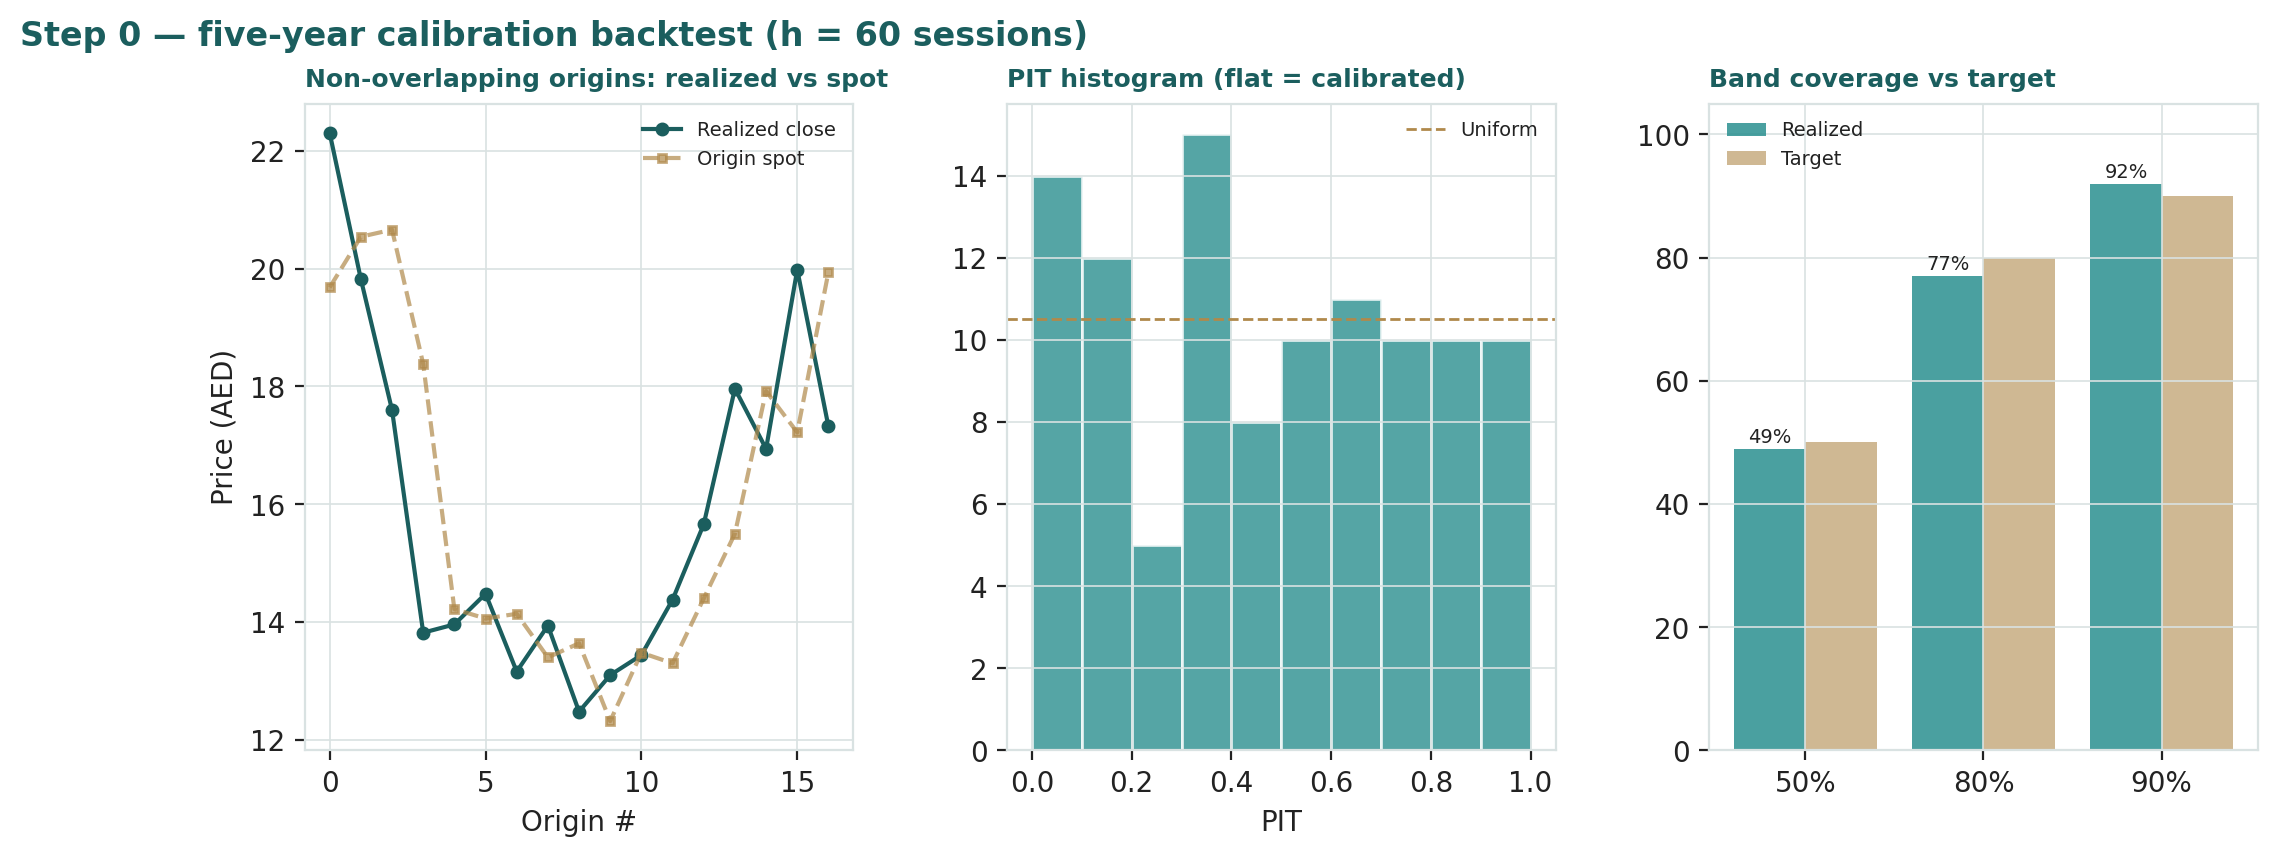 Step 0 — five-year calibration backtest (h = 60 sessions)
Non-overlapping origins: realized vs spot
Realized close
Origin spot
22
20
18
16
14
12
Price (AED)
0 5 10 15
Origin #
PIT histogram (flat = calibrated)
Uniform
14
12
10
8
6
4
2
0
0.0 0.2 0.4 0.6 0.8 1.0
PIT
Band coverage vs target
Realized
Target
100
80
60
40
20
0
49%
77%
92%
50% 80% 90%